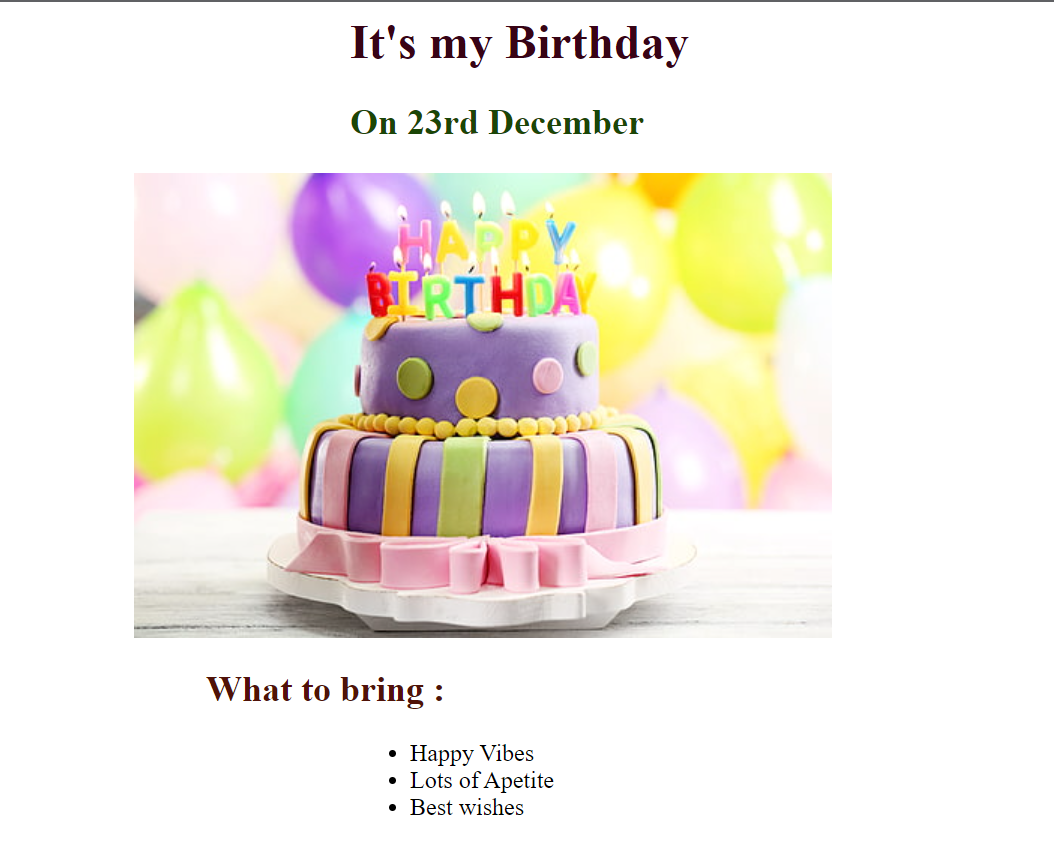 It's my Birthday
On 23rd December
HAPPY
BIRTHDAY
What to bring :
Happy Vibes
Lots of Apetite
Best wishes